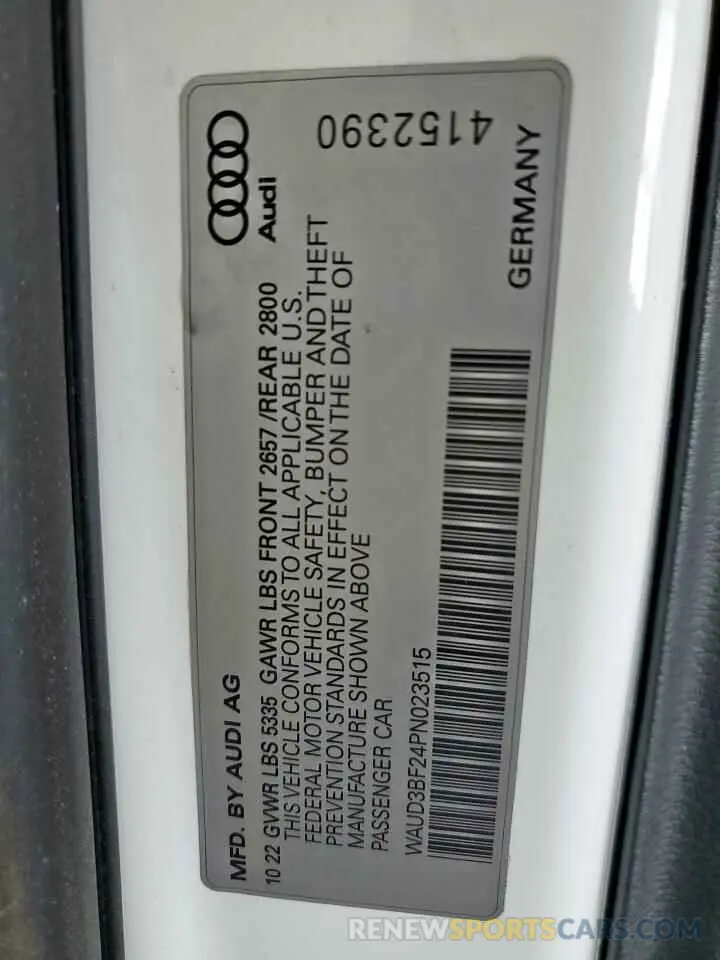 MFD. BY AUDI AG
10 22 GVWR LBS 5335 GAWR LBS FRONT 2657 /REAR 2800
THIS VEHICLE CONFORMS TO ALL APPLICABLE U.S.
FEDERAL MOTOR VEHICLE SAFETY, BUMPER AND THEFT
PREVENTION STANDARDS IN EFFECT ON THE DATE OF
MANUFACTURE SHOWN ABOVE
PASSENGER CAR
WAUD3BF24PN023515
Audi
4152390
GERMANY
RENEWSPORTSCARS.COM